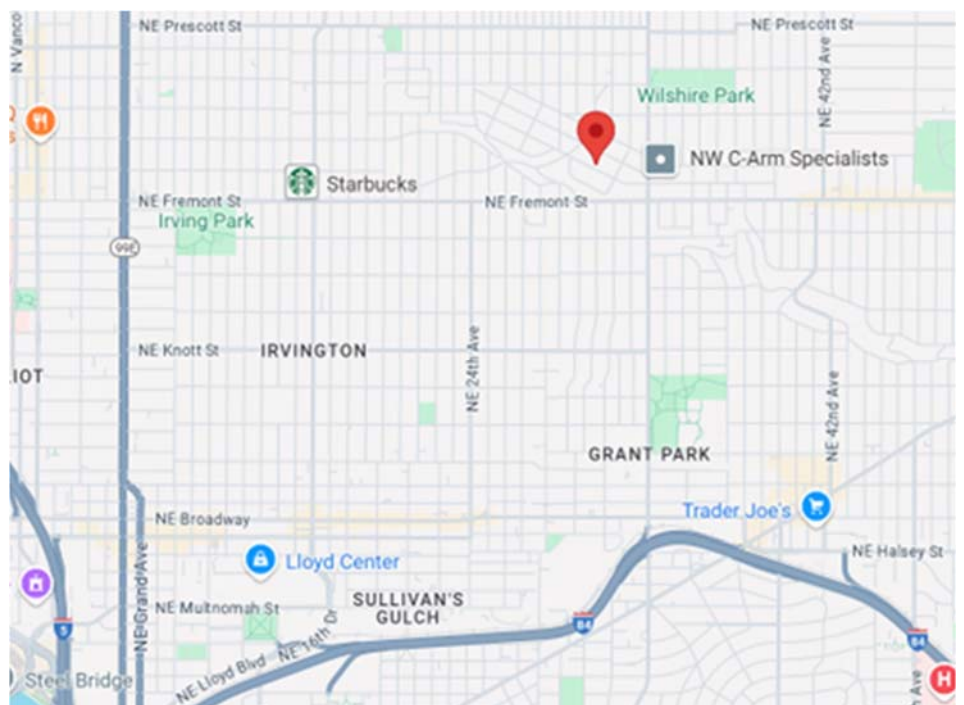 NE Prescott St
NE Prescott St
N Vanco
NE 42nd Ave
Wilshire Park
NW C-Arm Specialists
Starbucks
NE Fremont St
NE Fremont St
Irving Park
99E
NE Knott St
IRVINGTON
NE 24th Ave
IOT
NE 42nd Ave
GRANT PARK
Trader Joe's
NE Broadway
NE Halsey St
Lloyd Center
NE Grand Ave
SULLIVAN'S
GULCH
NE Multnomah St
84
5
84
NE 16th Dr
NE Lloyd Blvd
Steel Bridge
H
Ave